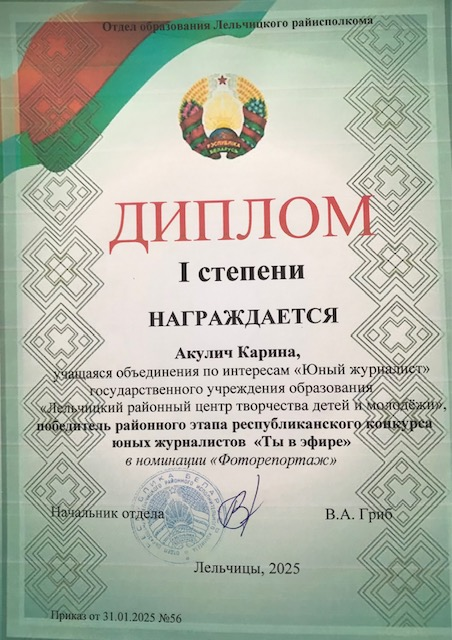 Отдел образования Лельчицкого райисполкома
РЭСПУБЛІКА
БЕЛАРУСЬ
ДИПЛОМ
I степени
НАГРАЖДАЕТСЯ
Акулич Карина,
учащаяся объединения по интересам «Юный журналист»
государственного учреждения образования
«Лельчицкий районный центр творчества детей и молодёжи»,
победитель районного этапа республиканского конкурса
юных журналистов «Ты в эфире»
в номинации «Фоторепортаж»
Начальник отдела В.А. Гриб
Лельчицы, 2025
Приказ от 31.01.2025 №56